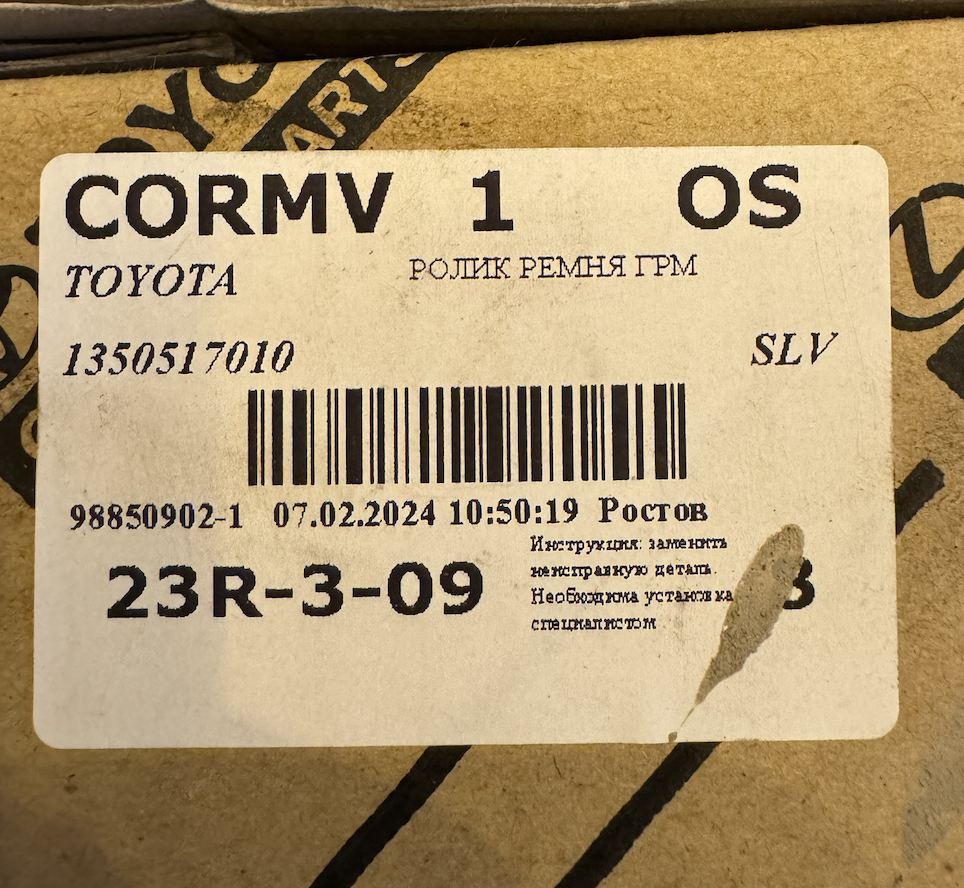 PARTS
CORMV 1 OS
TOYOTA РОЛИК РЕМНЯ ГРМ
1350517010 SLV
98850902-1 07.02.2024 10:50:19 Ростов
23R-3-09
Инструкция: заменить
неисправную деталь.
Необходима установка
специалистом